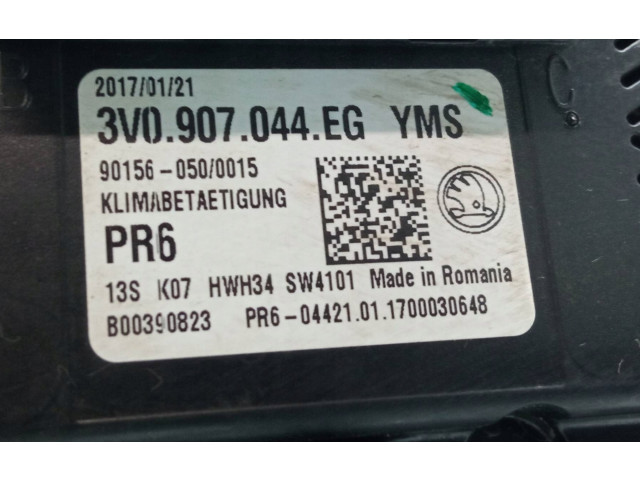 B
C
2017/01/21
3V0.907.044.EG YMS
90156-050/0015
KLIMABETAETIGUNG
PR6
13S K07 HWH34 SW4101 Made in Romania
B00390823 PR6-04421.01.1700030648